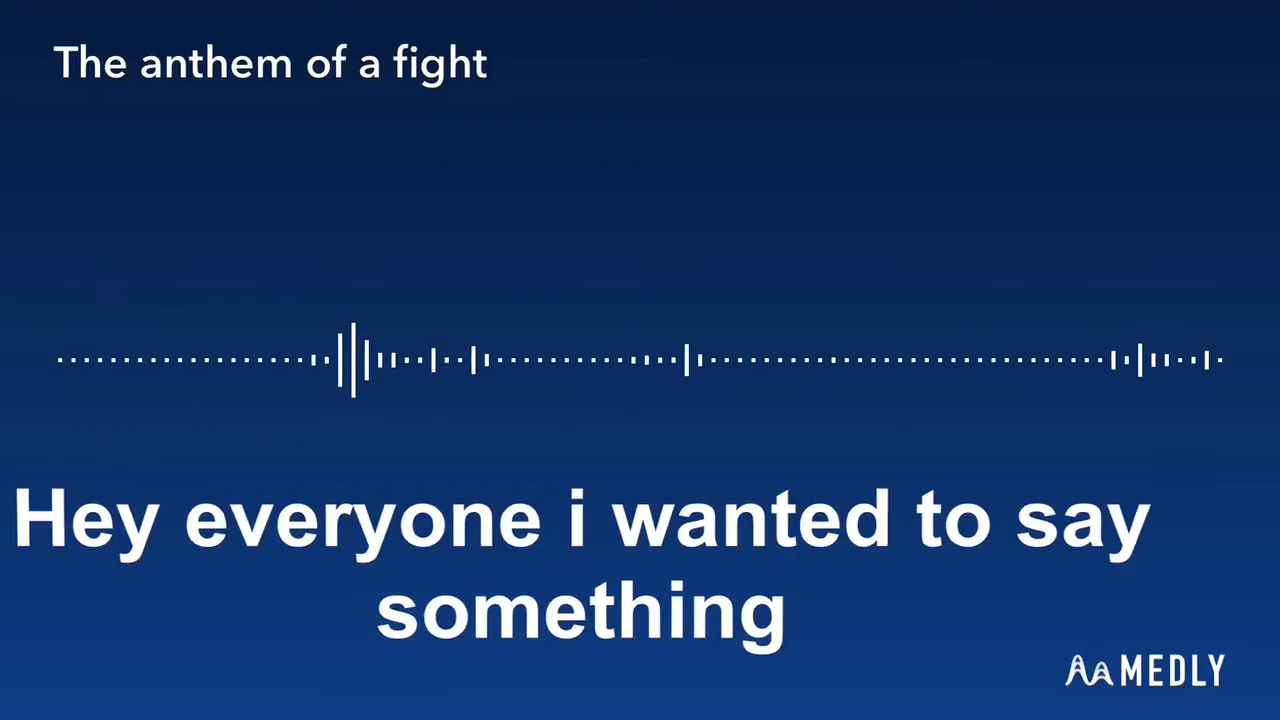 The anthem of a fight
Hey everyone i wanted to say
something
MEDLY